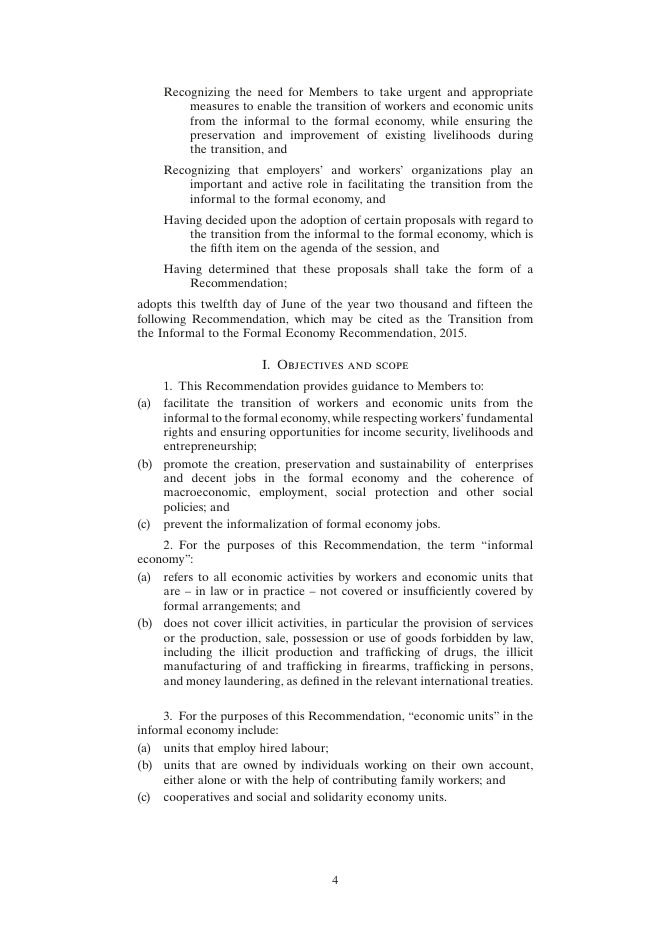 Recognizing the need for Members to take urgent and appropriate
measures to enable the transition of workers and economic units
from the informal to the formal economy, while ensuring the
preservation and improvement of existing livelihoods during
the transition, and
Recognizing that employers’ and workers’ organizations play an
important and active role in facilitating the transition from the
informal to the formal economy, and
Having decided upon the adoption of certain proposals with regard to
the transition from the informal to the formal economy, which is
the fifth item on the agenda of the session, and
Having determined that these proposals shall take the form of a
Recommendation;
adopts this twelfth day of June of the year two thousand and fifteen the
following Recommendation, which may be cited as the Transition from
the Informal to the Formal Economy Recommendation, 2015.
I. Objectives and scope
1. This Recommendation provides guidance to Members to:
(a) facilitate the transition of workers and economic units from the
informal to the formal economy, while respecting workers’ fundamental
rights and ensuring opportunities for income security, livelihoods and
entrepreneurship;
(b) promote the creation, preservation and sustainability of enterprises
and decent jobs in the formal economy and the coherence of
macroeconomic, employment, social protection and other social
policies; and
(c) prevent the informalization of formal economy jobs.
2. For the purposes of this Recommendation, the term “informal
economy”:
(a) refers to all economic activities by workers and economic units that
are – in law or in practice – not covered or insufficiently covered by
formal arrangements; and
(b) does not cover illicit activities, in particular the provision of services
or the production, sale, possession or use of goods forbidden by law,
including the illicit production and trafficking of drugs, the illicit
manufacturing of and trafficking in firearms, trafficking in persons,
and money laundering, as defined in the relevant international treaties.
3. For the purposes of this Recommendation, “economic units” in the
informal economy include:
(a) units that employ hired labour;
(b) units that are owned by individuals working on their own account,
either alone or with the help of contributing family workers; and
(c) cooperatives and social and solidarity economy units.
4